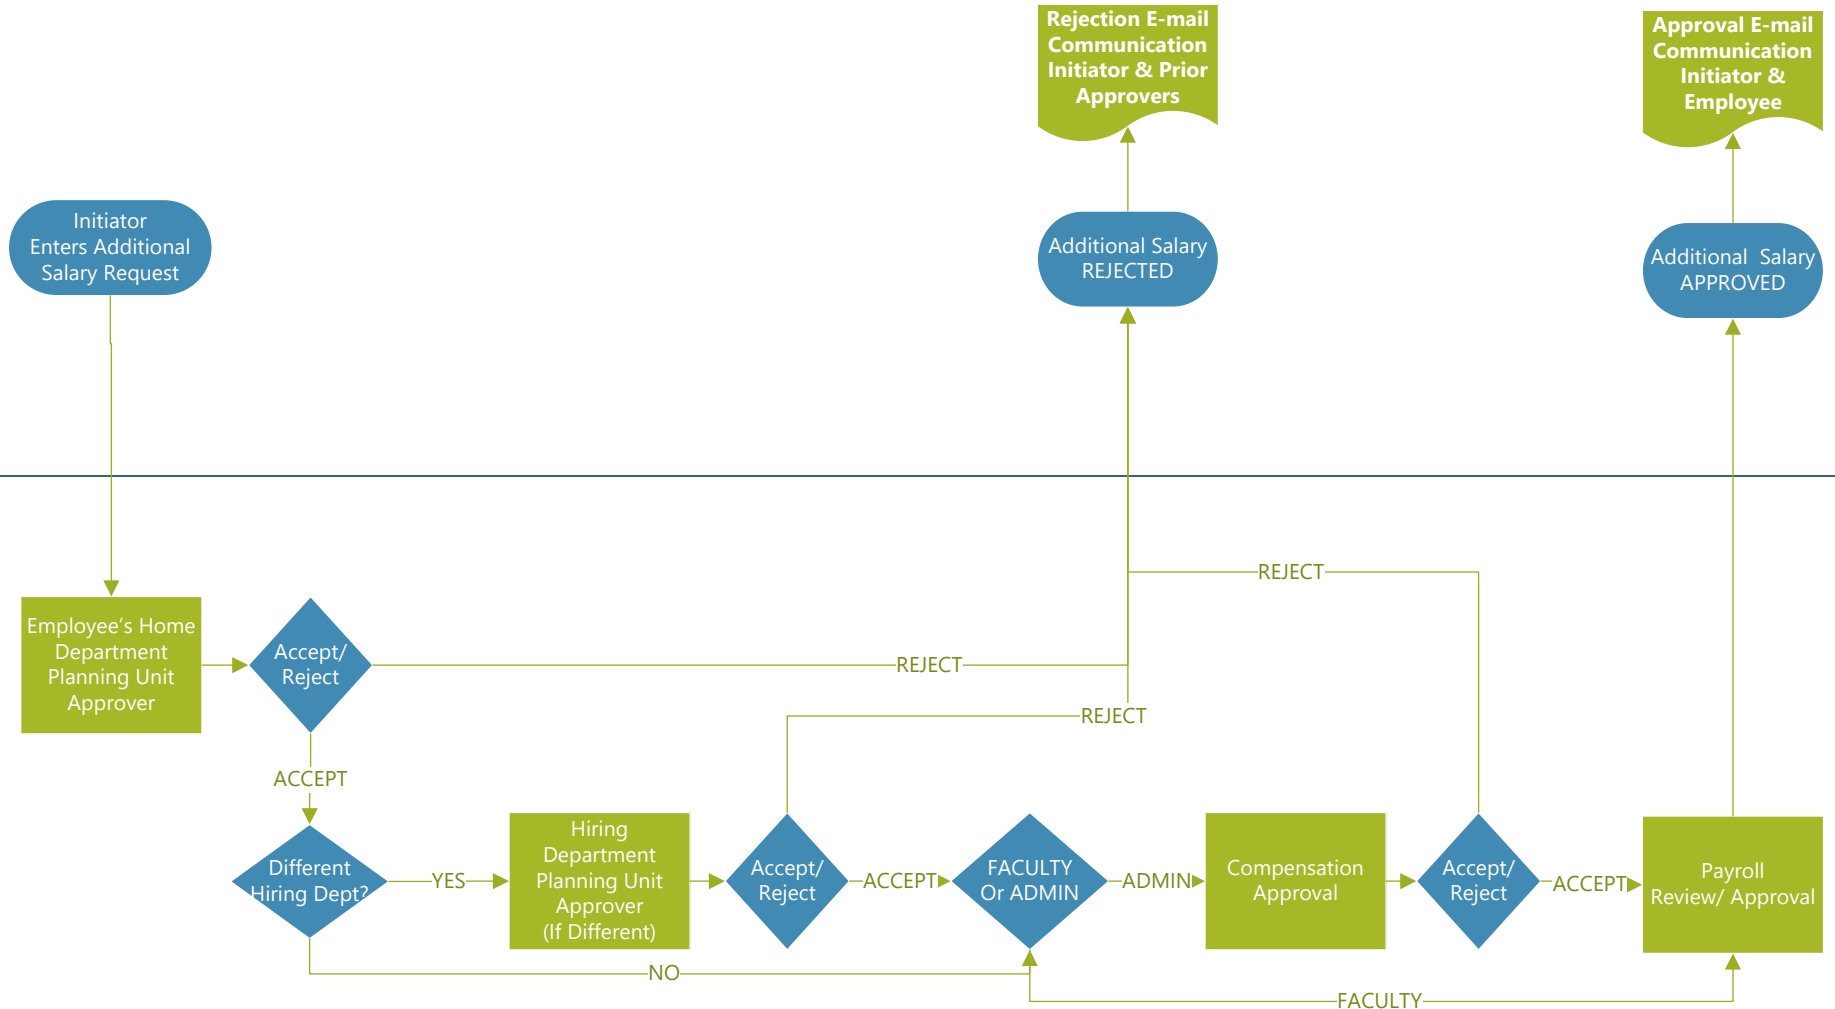 Rejection E-mail
Communication
Initiator & Prior
Approvers
Approval E-mail
Communication
Initiator &
Employee
Initiator
Enters Additional
Salary Request
Additional Salary
REJECTED
Additional  Salary
APPROVED
REJECT
Employee’s Home
Department
Planning Unit
Approver
Accept/
Reject
REJECT
REJECT
ACCEPT
Different
Hiring Dept?
YES
Hiring
Department
Planning Unit
Approver
(If Different)
Accept/
Reject
ACCEPT
FACULTY
Or ADMIN
ADMIN
Compensation
Approval
Accept/
Reject
ACCEPT
Payroll
Review/ Approval
NO
FACULTY